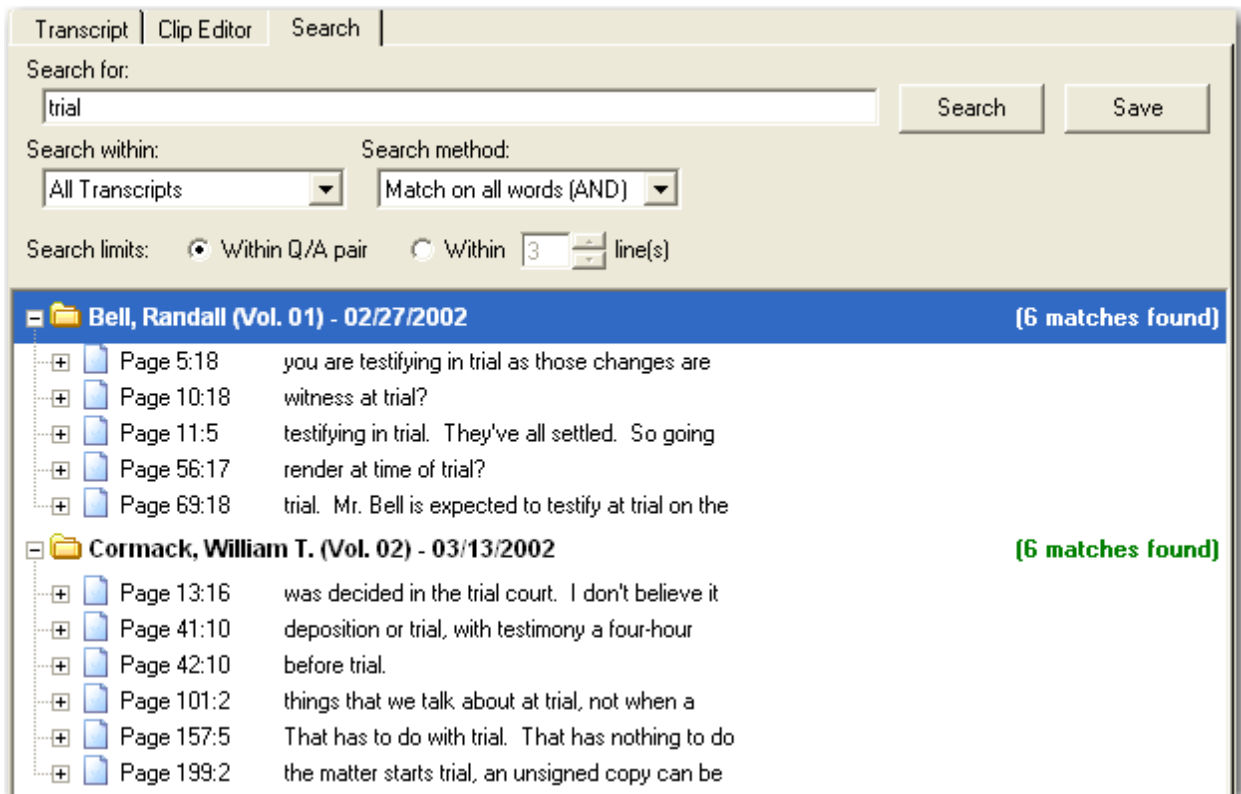 Transcript Clip Editor Search
Search for:
trial Search Save
Search within: Search method:
All Transcripts Match on all words (AND)
Search limits: Within Q/A pair Within 3 line(s)
Bell, Randall (Vol. 01) - 02/27/2002 (6 matches found)
Page 5:18 you are testifying in trial as those changes are
Page 10:18 witness at trial?
Page 11:5 testifying in trial. They've all settled. So going
Page 56:17 render at time of trial?
Page 69:18 trial. Mr. Bell is expected to testify at trial on the
Cormack, William T. (Vol. 02) - 03/13/2002 (6 matches found)
Page 13:16 was decided in the trial court. I don't believe it
Page 41:10 deposition or trial, with testimony a four-hour
Page 42:10 before trial.
Page 101:2 things that we talk about at trial, not when a
Page 157:5 That has to do with trial. That has nothing to do
Page 199:2 the matter starts trial, an unsigned copy can be